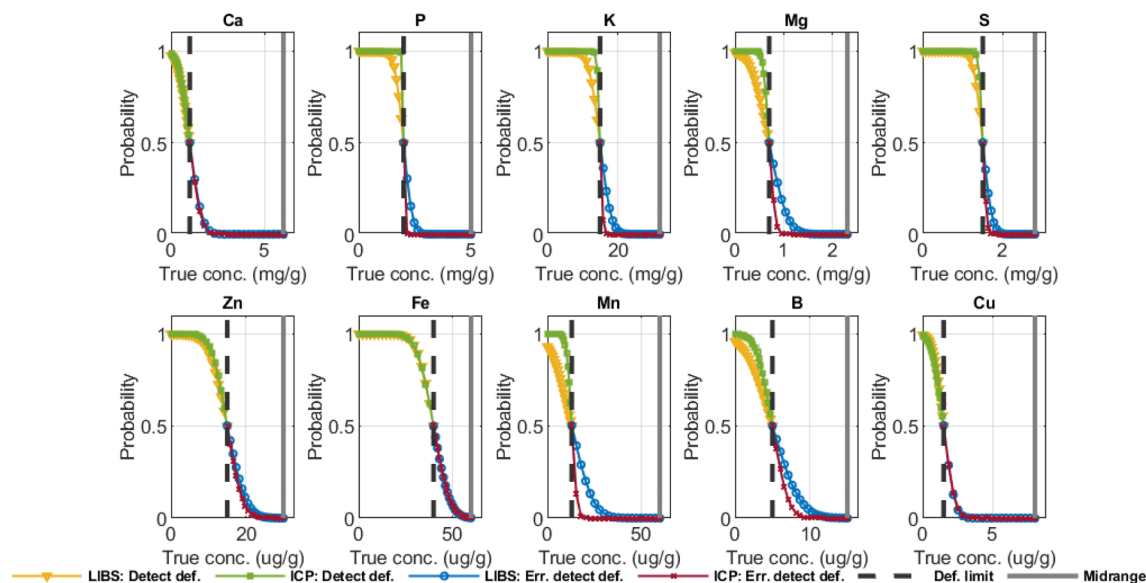 Ca P K Mg S
1 1 1 1 1
Probability Probability Probability Probability Probability
0.5 0.5 0.5 0.5 0.5
0 0 0 0 0
0 5 0 5 0 20 0 1 2 0 2
True conc. (mg/g) True conc. (mg/g) True conc. (mg/g) True conc. (mg/g) True conc. (mg/g)
Zn Fe Mn B Cu
1 1 1 1 1
Probability Probability Probability Probability Probability
0.5 0.5 0.5 0.5 0.5
0 0 0 0 0
0 20 0 50 0 50 0 10 0 5
True conc. (ug/g) True conc. (ug/g) True conc. (ug/g) True conc. (ug/g) True conc. (ug/g)
LIBS: Detect def. ICP: Detect def. LIBS: Err. detect def. ICP: Err. detect def. Def. limit Midrange